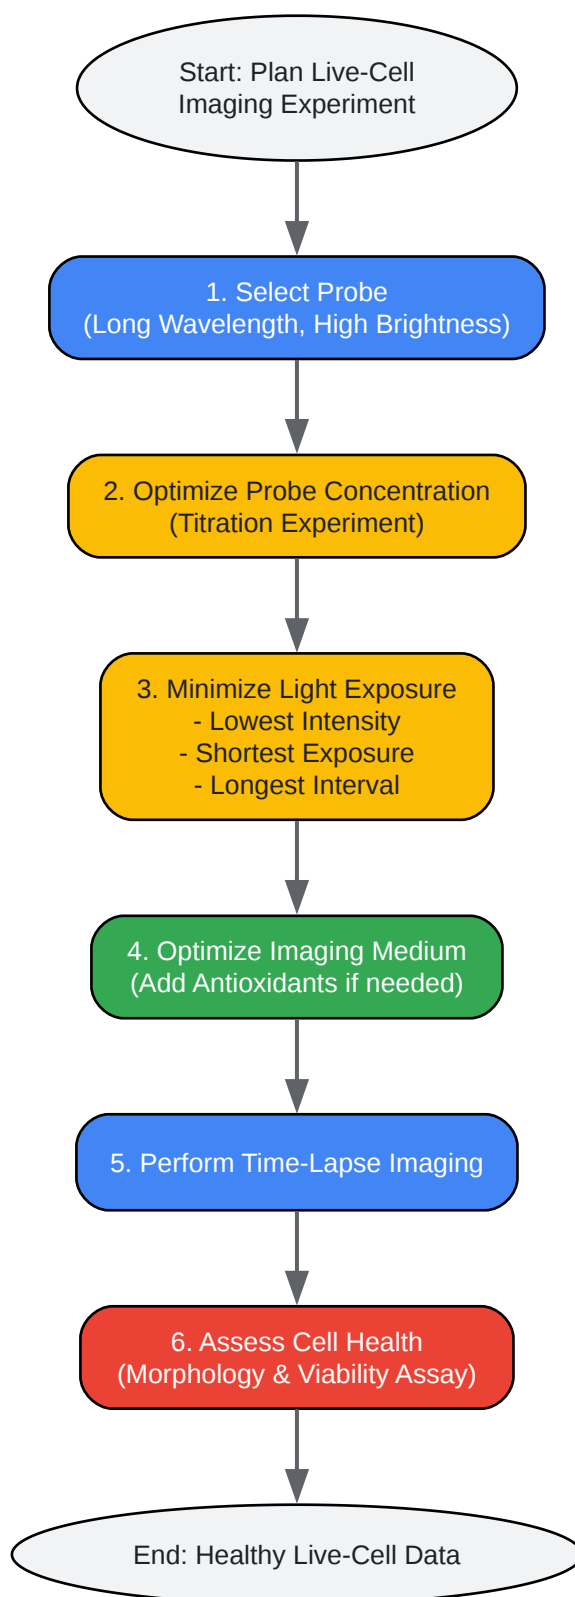 Start: Plan Live-Cell
Imaging Experiment
1. Select Probe
(Long Wavelength, High Brightness)
2. Optimize Probe Concentration
(Titration Experiment)
3. Minimize Light Exposure
- Lowest Intensity
- Shortest Exposure
- Longest Interval
4. Optimize Imaging Medium
(Add Antioxidants if needed)
5. Perform Time-Lapse Imaging
6. Assess Cell Health
(Morphology & Viability Assay)
End: Healthy Live-Cell Data